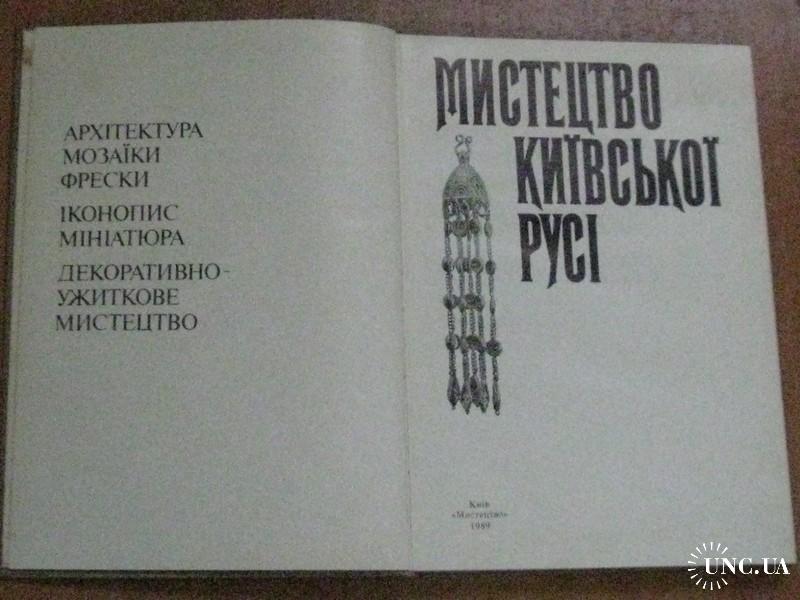 АРХІТЕКТУРА
МОЗАЇКИ
ФРЕСКИ
ІКОНОПИС
МІНІАТЮРА
ДЕКОРАТИВНО-
УЖИТКОВЕ
МИСТЕЦТВО
МИСТЕЦТВО
КИЇВСЬКОЇ
РУСІ
Київ
«Мистецтво»
1989
UNC.UA